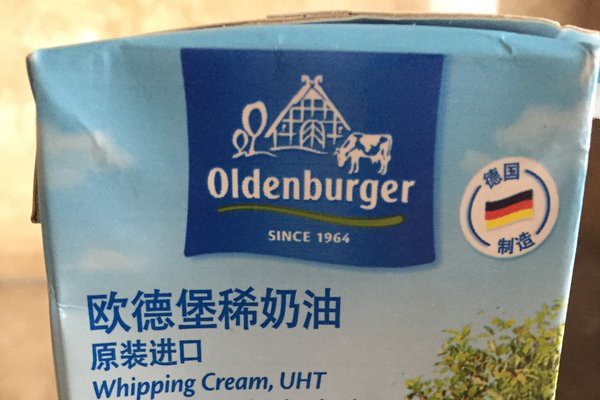 Oldenburger
SINCE 1964
德国
制造
欧德堡稀奶油
原装进口
Whipping Cream, UHT